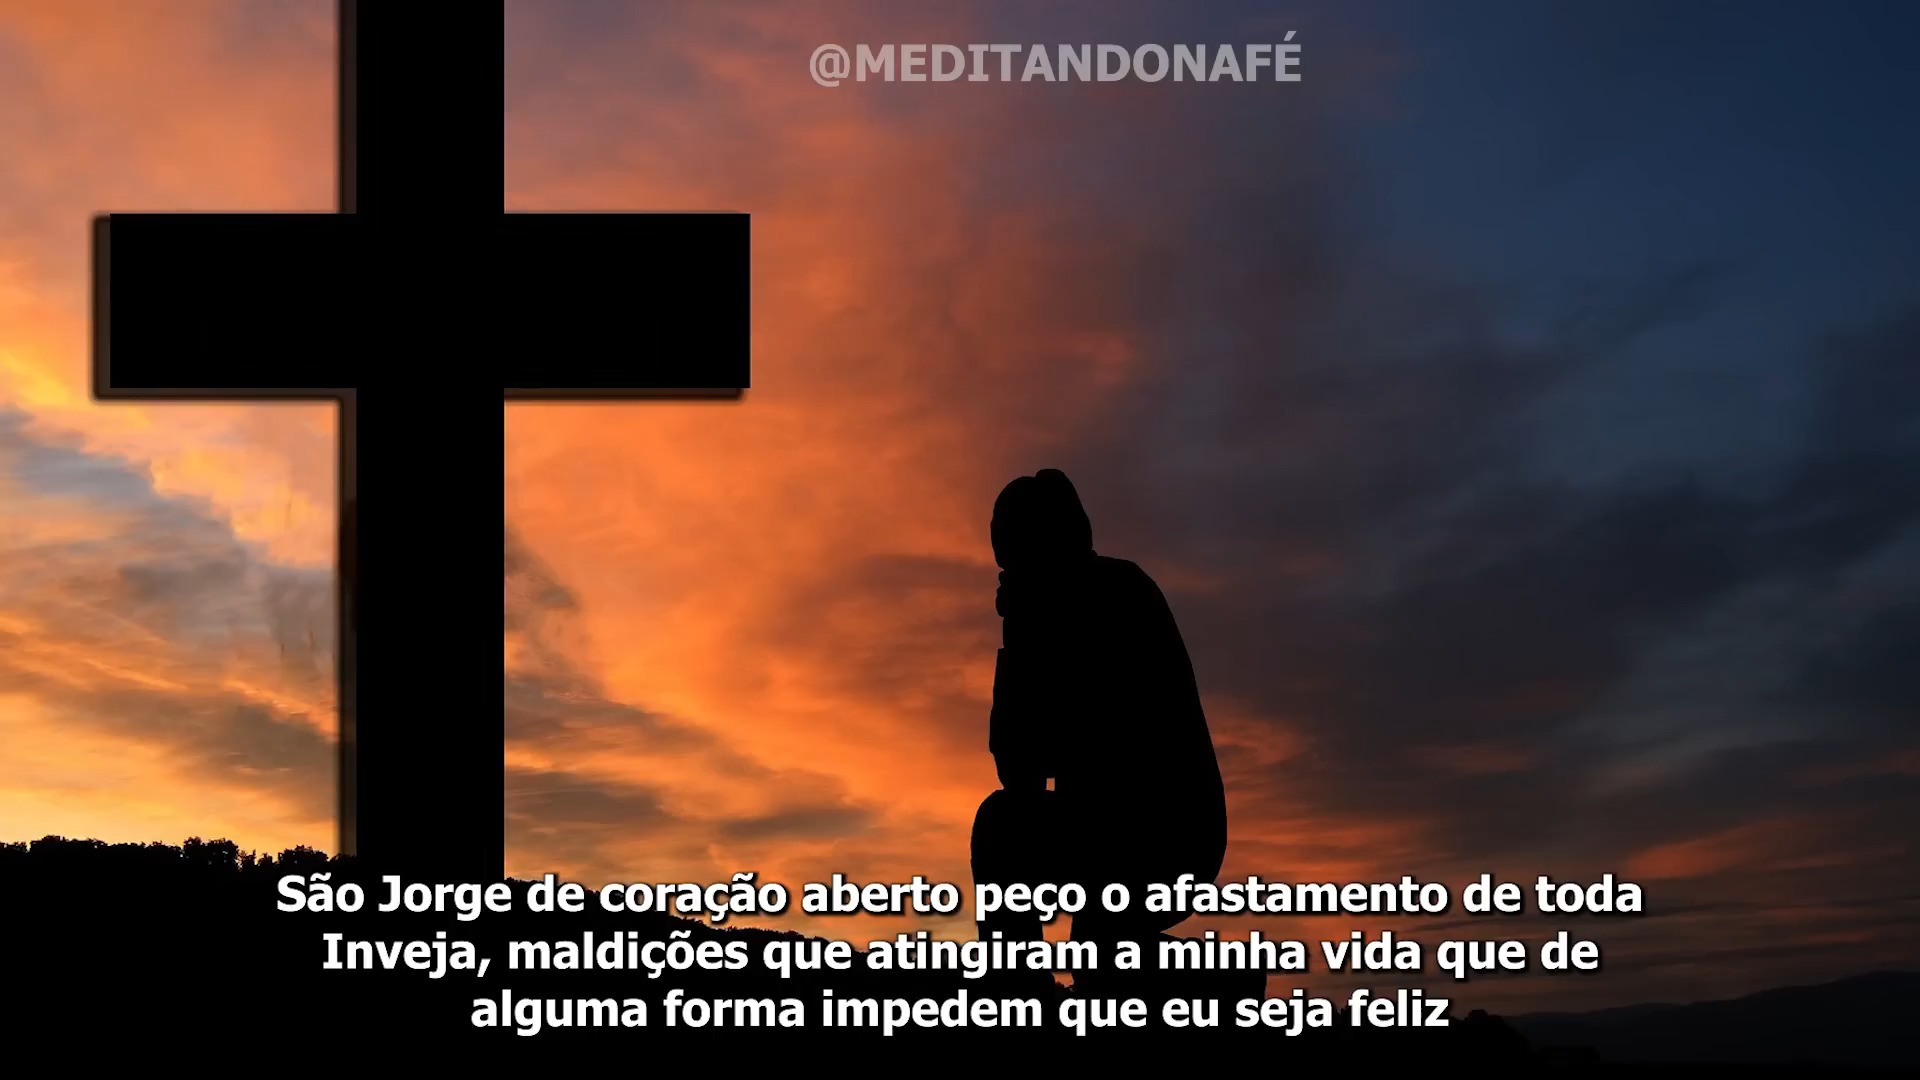 @MEDITANDONAFÉ
São Jorge de coração aberto peço o afastamento de toda
Inveja, maldições que atingiram a minha vida que de
alguma forma impedem que eu seja feliz